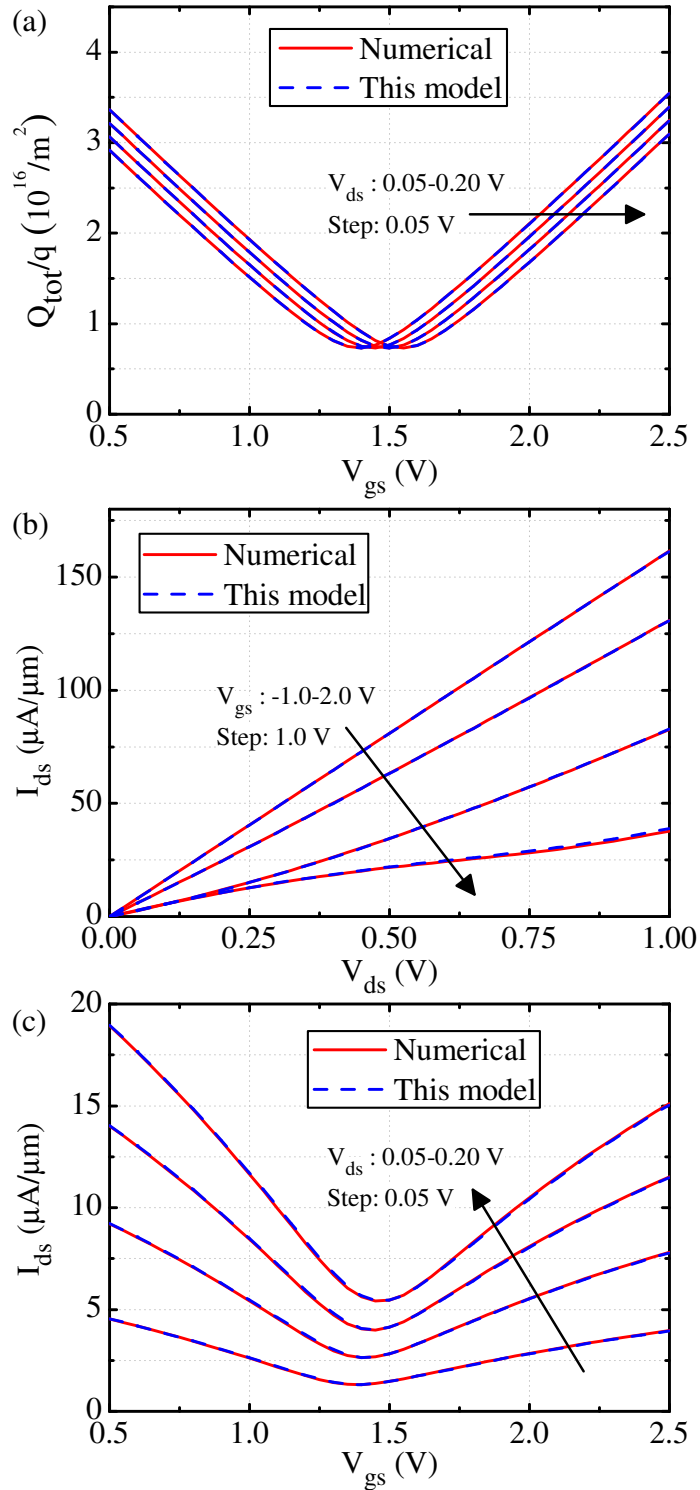 (a)
4
3
2
1
0
Q_tot/q (10^16/m^2)
Numerical
This model
V_ds : 0.05-0.20 V
Step: 0.05 V
0.5 1.0 1.5 2.0 2.5
V_gs (V)
(b)
150
100
50
0
I_ds (μA/μm)
Numerical
This model
V_gs : -1.0-2.0 V
Step: 1.0 V
0.00 0.25 0.50 0.75 1.00
V_ds (V)
(c)
20
15
10
5
0
I_ds (μA/μm)
Numerical
This model
V_ds : 0.05-0.20 V
Step: 0.05 V
0.5 1.0 1.5 2.0 2.5
V_gs (V)